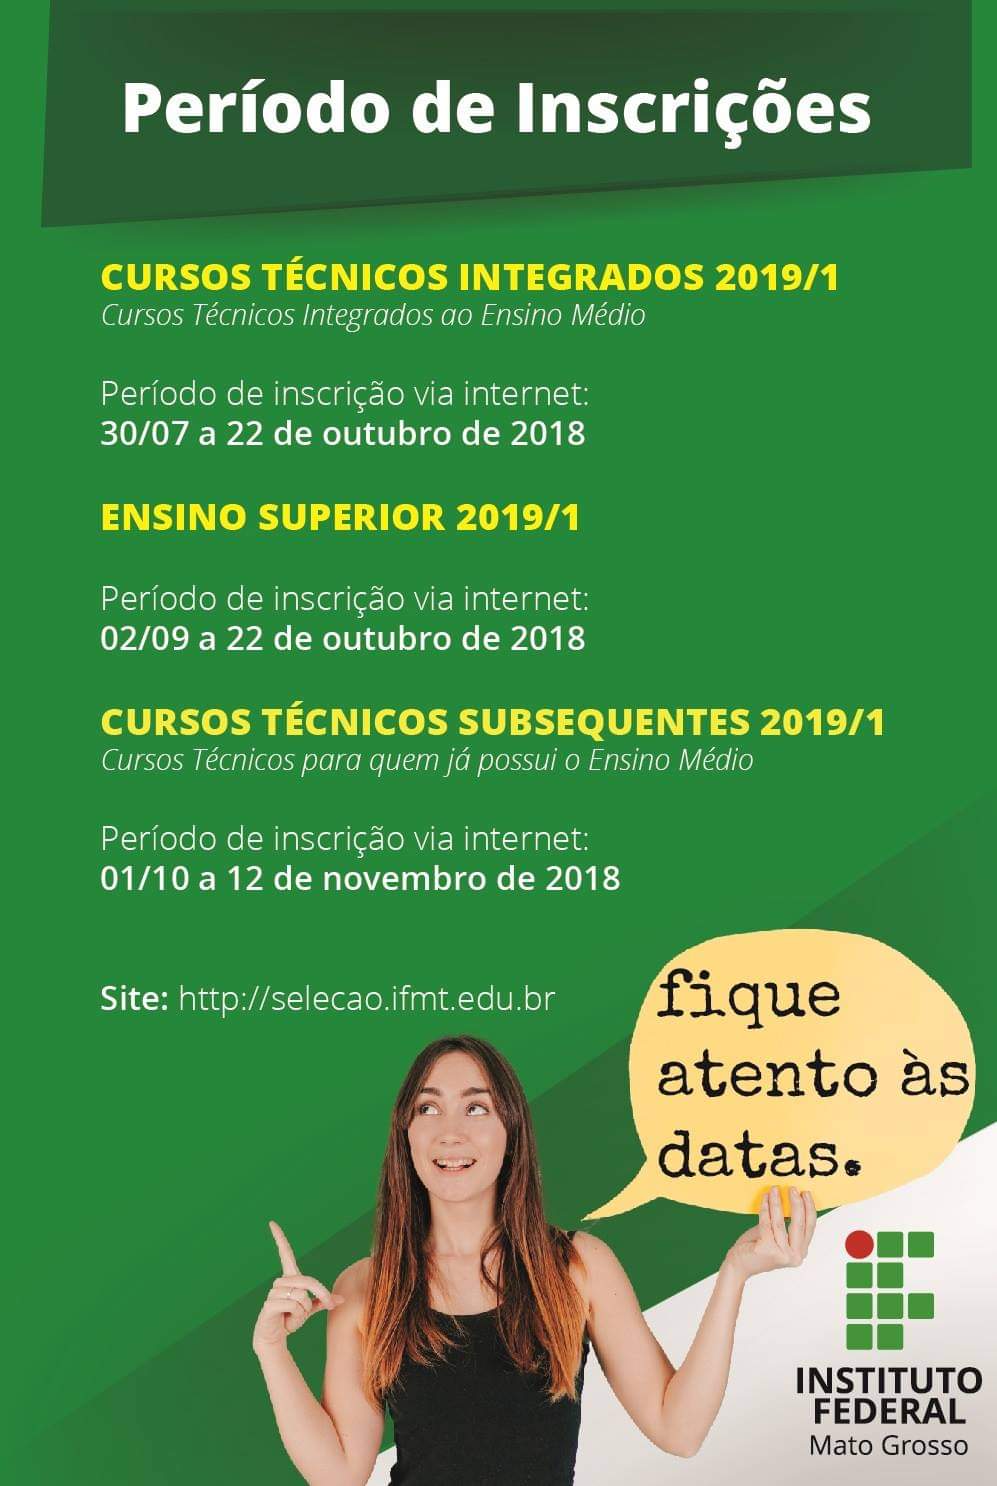 Período de Inscrições
CURSOS TÉCNICOS INTEGRADOS 2019/1
Cursos Técnicos Integrados ao Ensino Médio
Período de inscrição via internet:
30/07 a 22 de outubro de 2018
ENSINO SUPERIOR 2019/1
Período de inscrição via internet:
02/09 a 22 de outubro de 2018
CURSOS TÉCNICOS SUBSEQUENTES 2019/1
Cursos Técnicos para quem já possui o Ensino Médio
Período de inscrição via internet:
01/10 a 12 de novembro de 2018
Site: http://selecao.ifmt.edu.br
fique
atento às
datas.
INSTITUTO
FEDERAL
Mato Grosso